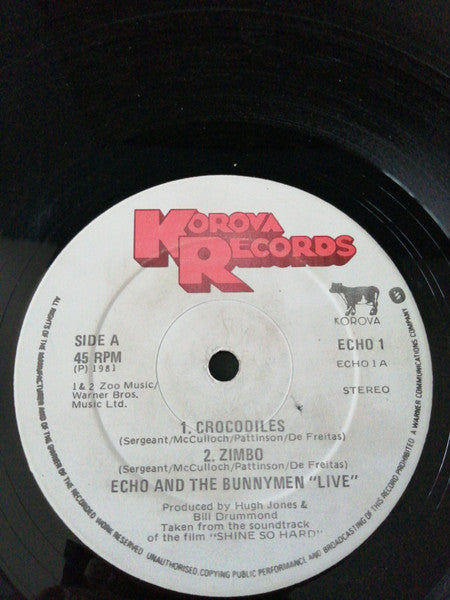 KOROVA
RECORDS
KOROVA
SIDE A
45 RPM
(P) 1981
1 & 2 Zoo Music/
Warner Bros.
Music Ltd.
ECHO 1
ECHO 1 A
STEREO
1. CROCODILES
(Sergeant/McCulloch/Pattinson/De Freitas)
2. ZIMBO
(Sergeant/McCulloch/Pattinson/De Freitas)
ECHO AND THE BUNNYMEN "LIVE"
Produced by Hugh Jones &
Bill Drummond
Taken from the soundtrack
of the film "SHINE SO HARD"
ALL RIGHTS OF THE MANUFACTURER AND OF THE OWNER OF THE RECORDED WORK RESERVED UNAUTHORISED COPYING PUBLIC PERFORMANCE AND BROADCASTING OF THIS RECORD PROHIBITED A WARNER COMMUNICATIONS COMPANY